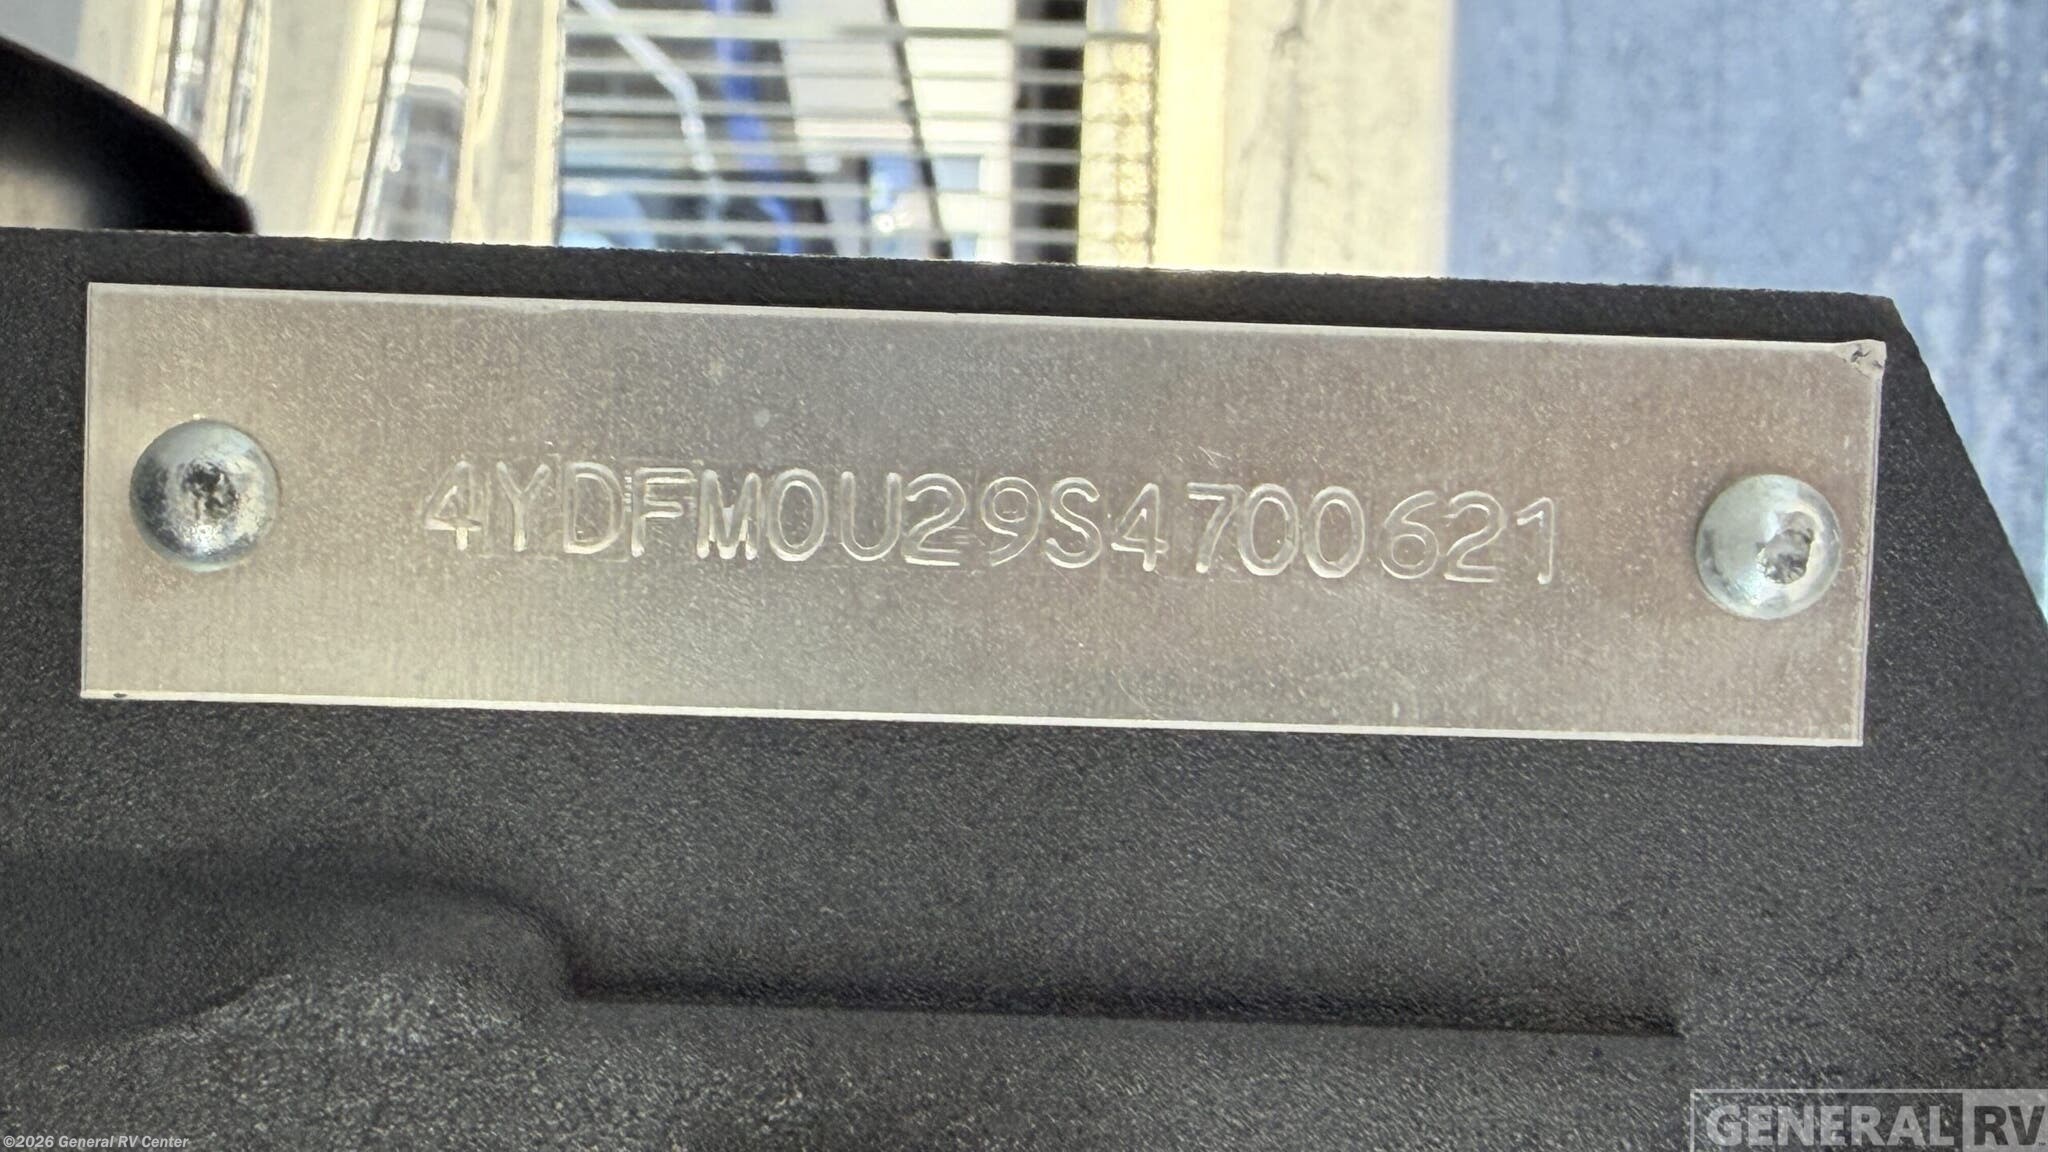 4YDFM0U29S4700621
©2026 General RV Center
GENERAL RV